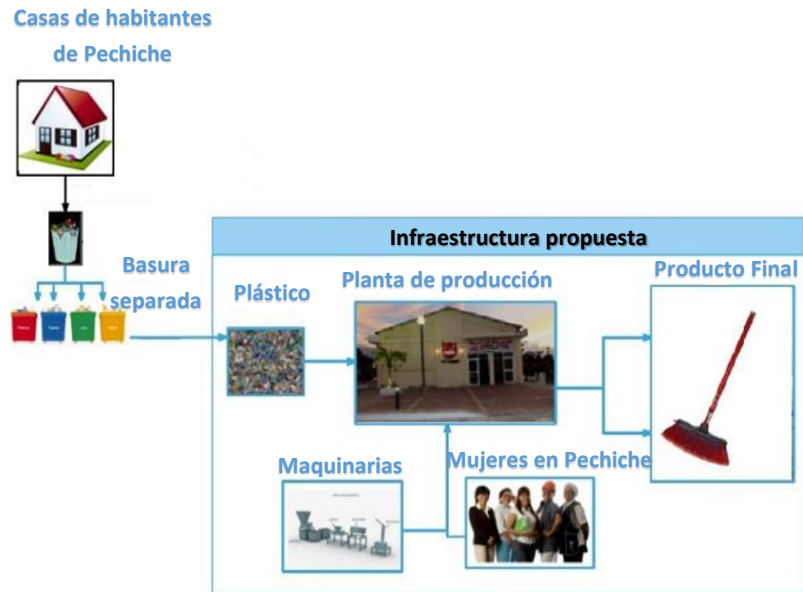 Casas de habitantes
de Pechiche
Infraestructura propuesta
Basura
separada
Plástico
Planta de producción
Producto Final
Maquinarias
Mujeres en Pechiche